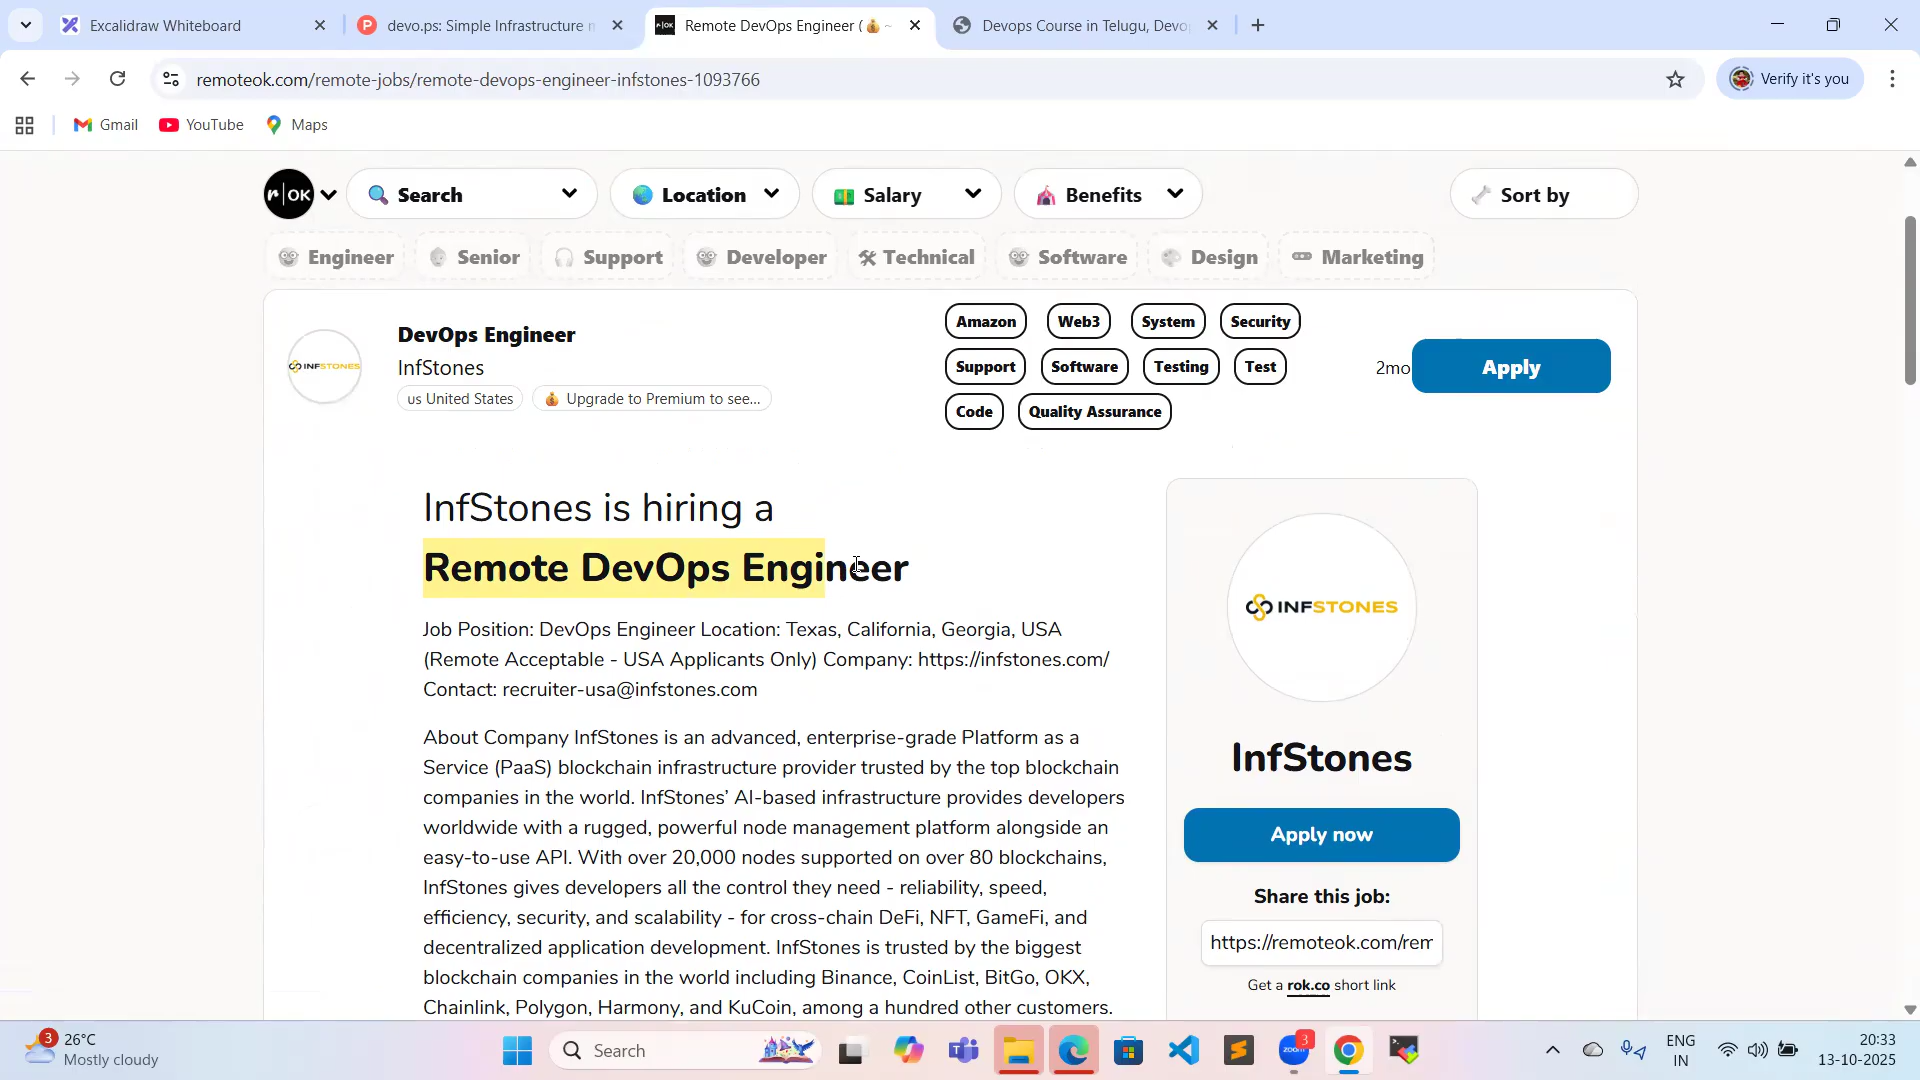 Excalidraw Whiteboard
devo.ps: Simple Infrastructure m
Remote DevOps Engineer (💰 ~
Devops Course in Telugu, Devo
remoteok.com/remote-jobs/remote-devops-engineer-infstones-1093766
Verify it's you
Gmail
YouTube
Maps
r|OK
Search
Location
Salary
Benefits
Sort by
Engineer
Senior
Support
Developer
Technical
Software
Design
Marketing
INFSTONES
DevOps Engineer
InfStones
us United States
Upgrade to Premium to see...
Amazon Web3 System Security
Support Software Testing Test
Code Quality Assurance
2mo
Apply
InfStones is hiring a
Remote DevOps Engineer
Job Position: DevOps Engineer Location: Texas, California, Georgia, USA
(Remote Acceptable - USA Applicants Only) Company: https://infstones.com/
Contact: recruiter-usa@infstones.com
About Company InfStones is an advanced, enterprise-grade Platform as a
Service (PaaS) blockchain infrastructure provider trusted by the top blockchain
companies in the world. InfStones’ AI-based infrastructure provides developers
worldwide with a rugged, powerful node management platform alongside an
easy-to-use API. With over 20,000 nodes supported on over 80 blockchains,
InfStones gives developers all the control they need - reliability, speed,
efficiency, security, and scalability - for cross-chain DeFi, NFT, GameFi, and
decentralized application development. InfStones is trusted by the biggest
blockchain companies in the world including Binance, CoinList, BitGo, OKX,
Chainlink, Polygon, Harmony, and KuCoin, among a hundred other customers.
INFSTONES
InfStones
Apply now
Share this job:
https://remoteok.com/rem
Get a rok.co short link
3
26°C
Mostly cloudy
Search
zoom
3
ENG
IN
20:33
13-10-2025